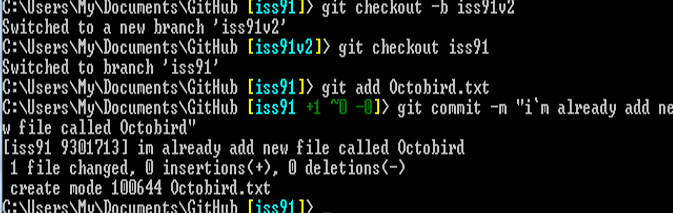 C:\Users\My\Documents\GitHub [iss91]> git checkout -b iss91v2
Switched to a new branch 'iss91v2'
C:\Users\My\Documents\GitHub [iss91v2]> git checkout iss91
Switched to branch 'iss91'
C:\Users\My\Documents\GitHub [iss91]> git add Octobird.txt
C:\Users\My\Documents\GitHub [iss91 +1 ~0 -0]> git commit -m "i`m already add ne
w file called Octobird"
[iss91 9301713] im already add new file called Octobird
 1 file changed, 0 insertions(+), 0 deletions(-)
 create mode 100644 Octobird.txt
C:\Users\My\Documents\GitHub [iss91]> _